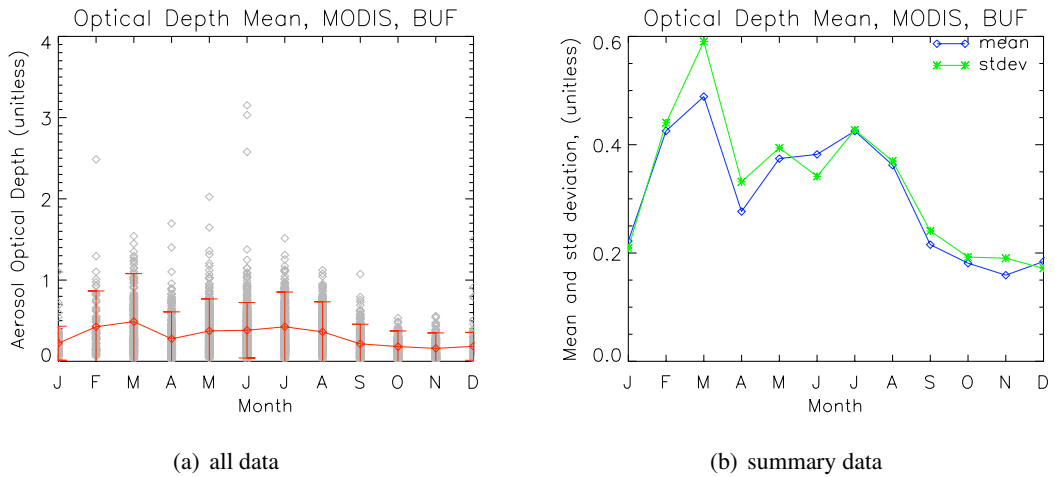 Optical Depth Mean, MODIS, BUF
Aerosol Optical Depth (unitless)
4
3
2
1
0
J F M A M J J A S O N D
Month
(a) all data
Optical Depth Mean, MODIS, BUF
Mean and std deviation, (unitless)
0.6
0.4
0.2
0.0
mean
stdev
J F M A M J J A S O N D
Month
(b) summary data